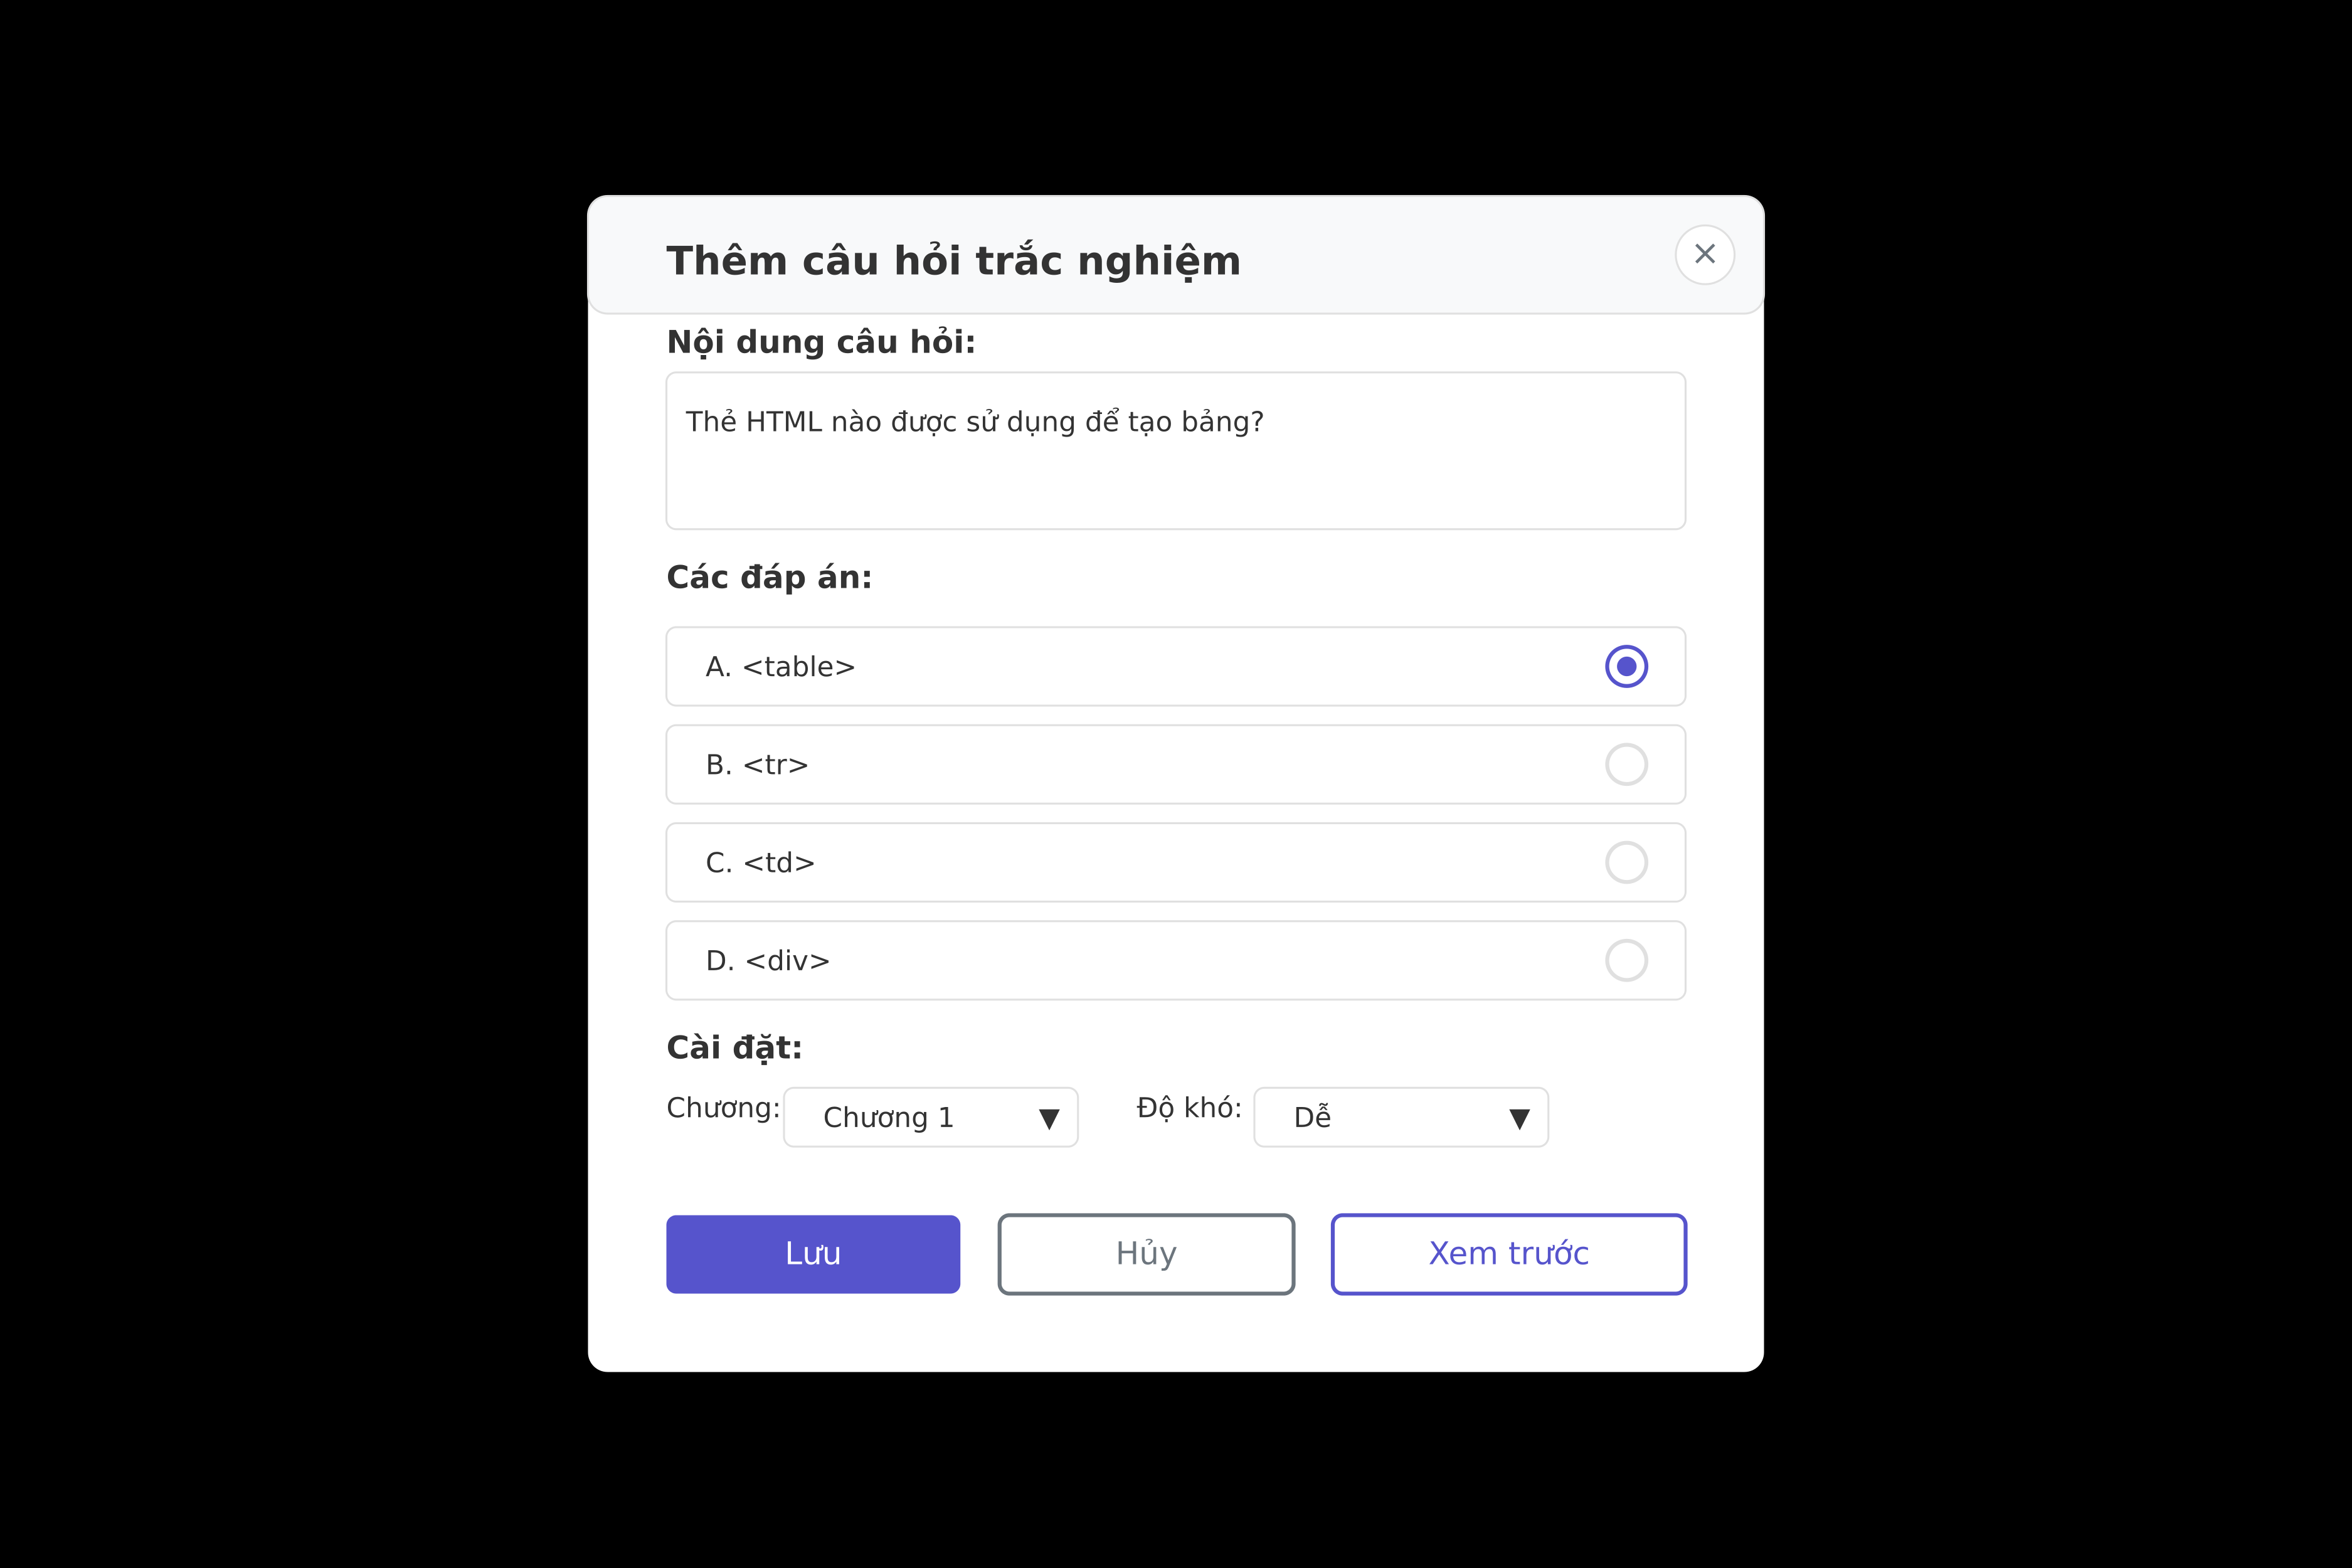 Thêm câu hỏi trắc nghiệm
×
Nội dung câu hỏi:
Thẻ HTML nào được sử dụng để tạo bảng?
Các đáp án:
A. <table>
B. <tr>
C. <td>
D. <div>
Cài đặt:
Chương: Chương 1 ▼ Độ khó: Dễ ▼
Lưu Hủy Xem trước